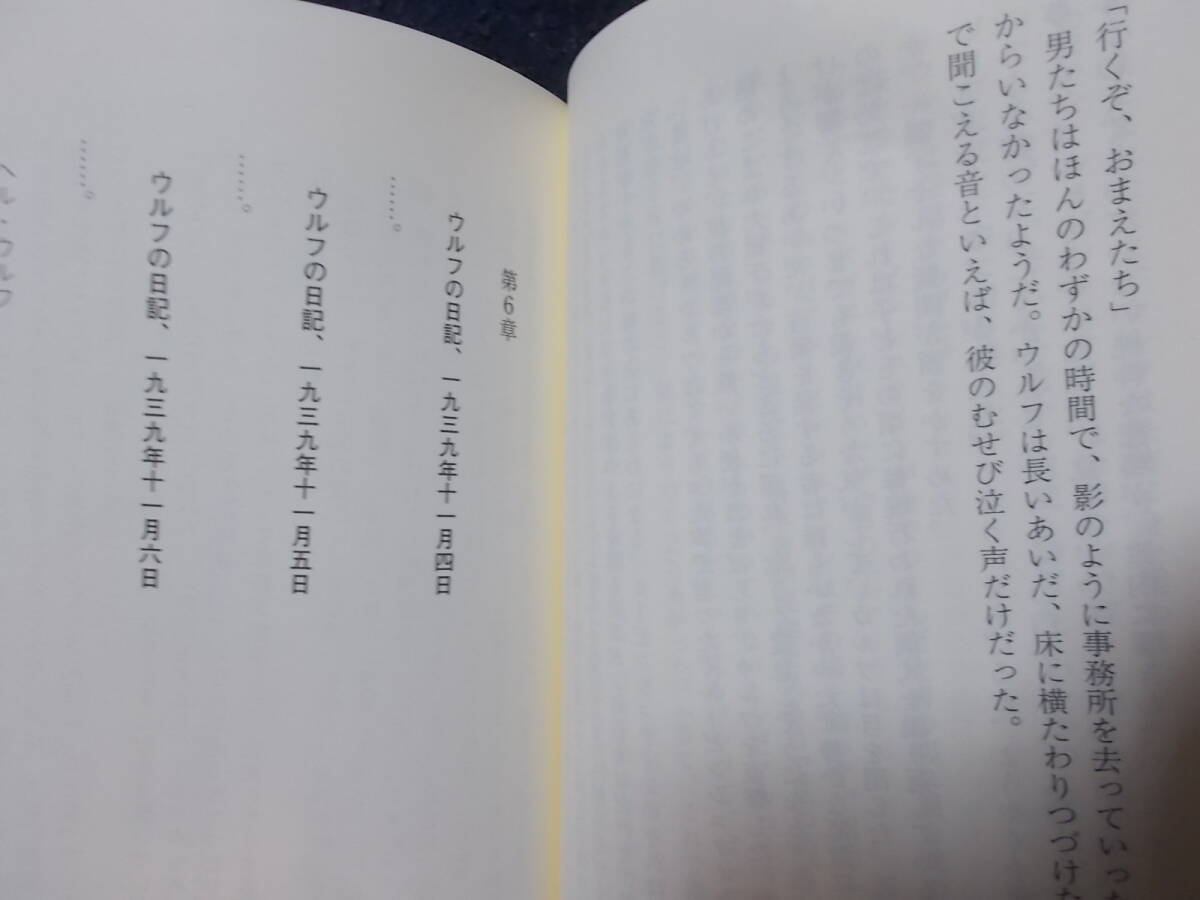 「行くぞ、おまえたち」
男たちはほんのわずかの時間で、影のように事務所を去っていった
からいなかったようだ。ウルフは長いあいだ、床に横たわりつづけた
で聞こえる音といえば、彼のむせび泣く声だけだった。
第6章
ウルフの日記、一九三九年十一月四日
……。
ウルフの日記、一九三九年十一月五日
……。
ウルフの日記、一九三九年十一月六日
……。
ヘル・ウルフ